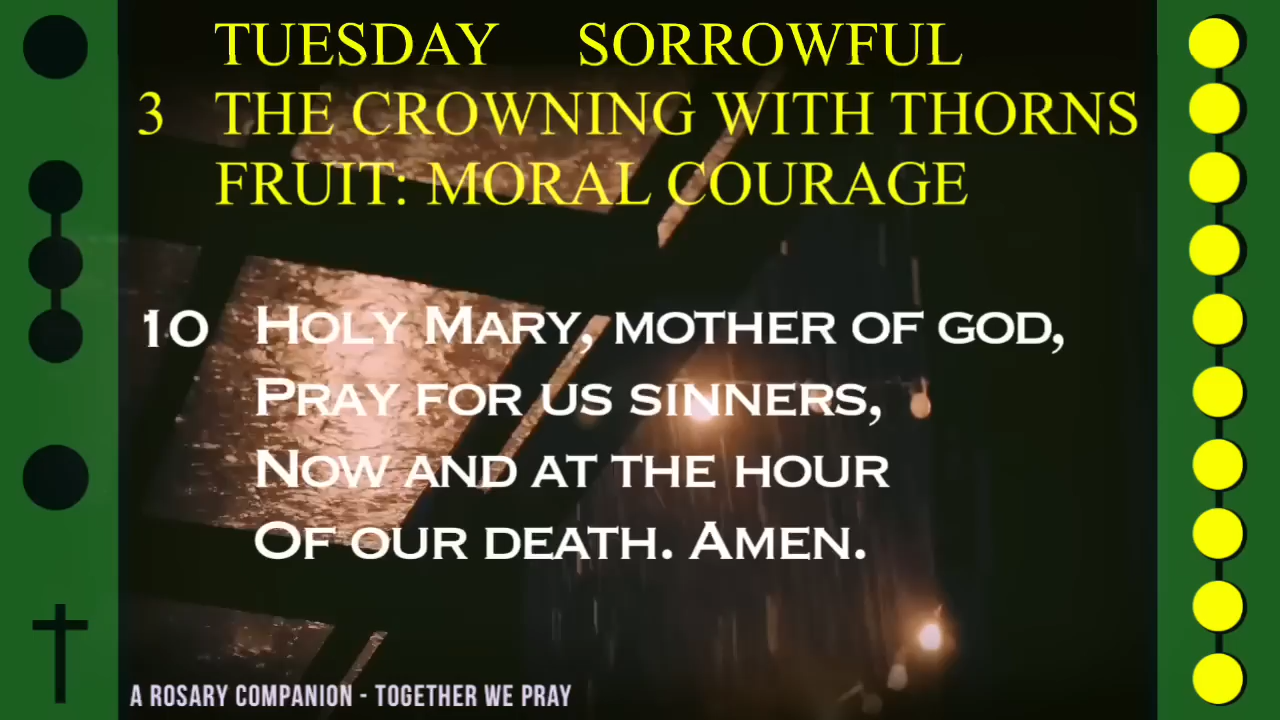 TUESDAY SORROWFUL
3 THE CROWNING WITH THORNS
FRUIT: MORAL COURAGE
10 HOLY MARY, MOTHER OF GOD,
PRAY FOR US SINNERS,
NOW AND AT THE HOUR
OF OUR DEATH. AMEN.
A ROSARY COMPANION - TOGETHER WE PRAY